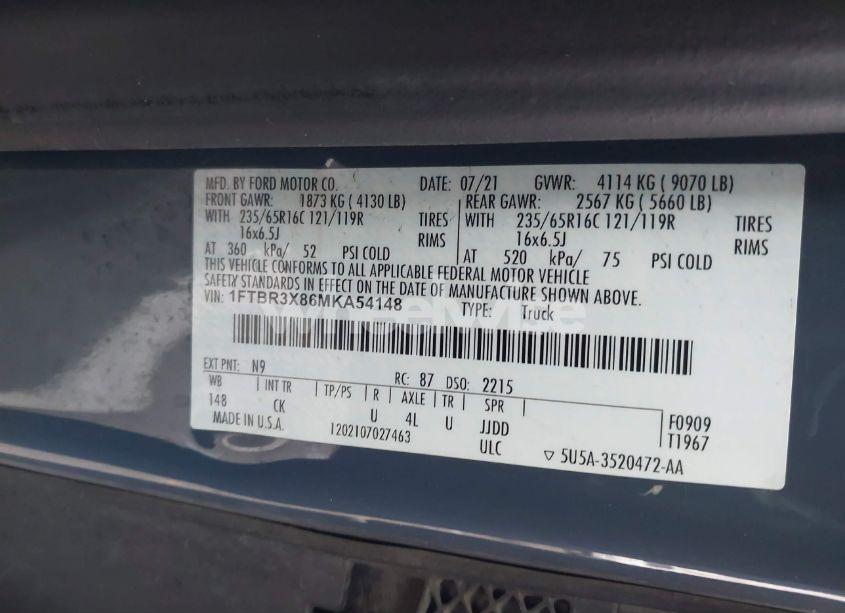 MFD. BY FORD MOTOR CO. DATE: 07/21 GVWR: 4114 KG ( 9070 LB)
FRONT GAWR: 1873 KG ( 4130 LB) REAR GAWR: 2567 KG ( 5660 LB)
WITH 235/65R16C 121/119R TIRES WITH 235/65R16C 121/119R TIRES
16x6.5J RIMS 16x6.5J RIMS
AT 360 kPa/ 52 PSI COLD AT 520 kPa/ 75 PSI COLD
THIS VEHICLE CONFORMS TO ALL APPLICABLE FEDERAL MOTOR VEHICLE
SAFETY STANDARDS IN EFFECT ON THE DATE OF MANUFACTURE SHOWN ABOVE.
VIN: 1FTBR3X86MKA54148 TYPE: Truck
EXT PNT: N9 RC: 87 DSO: 2215
WB INT TR TP/PS R AXLE TR SPR
148 CK U 4L U JJDD F0909
MADE IN U.S.A. 1202107027463 ULC T1967
▽ 5U5A-3520472-AA